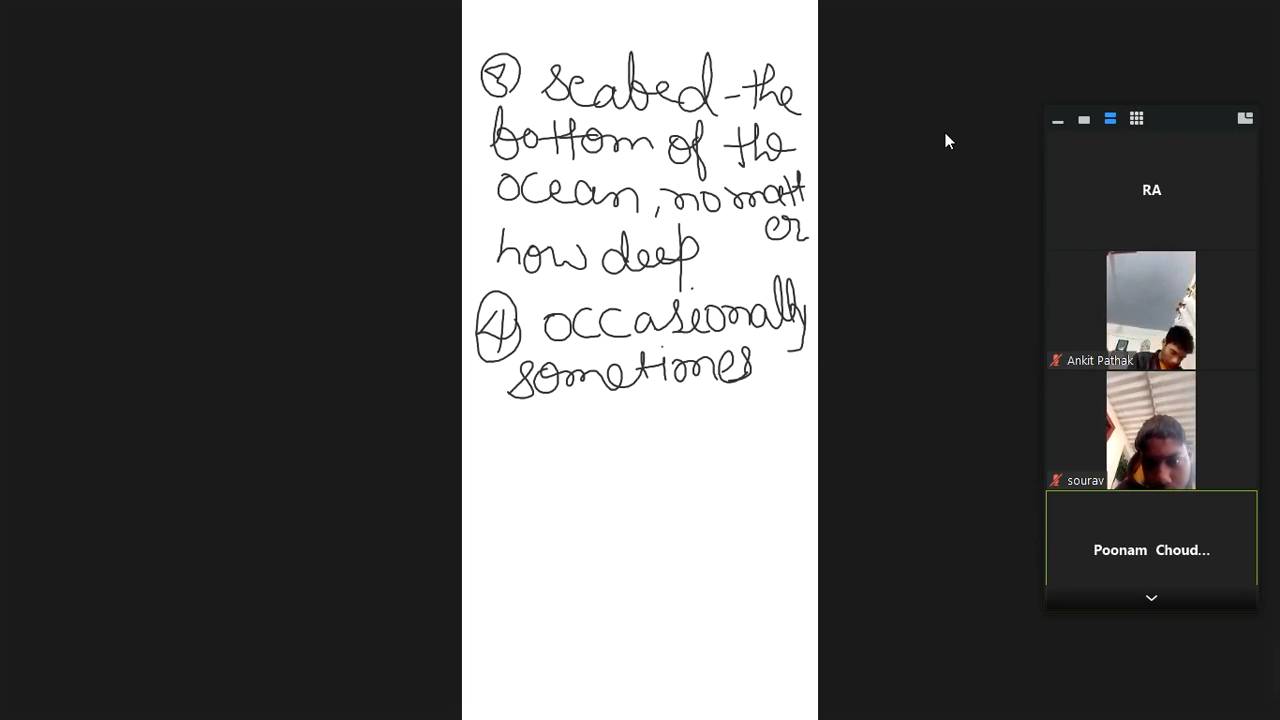 ③ seabed - the
bottom of the
ocean, no matt
er
how deep
④ occasionally
sometimes
RA
Ankit Pathak
sourav
Poonam Choud...